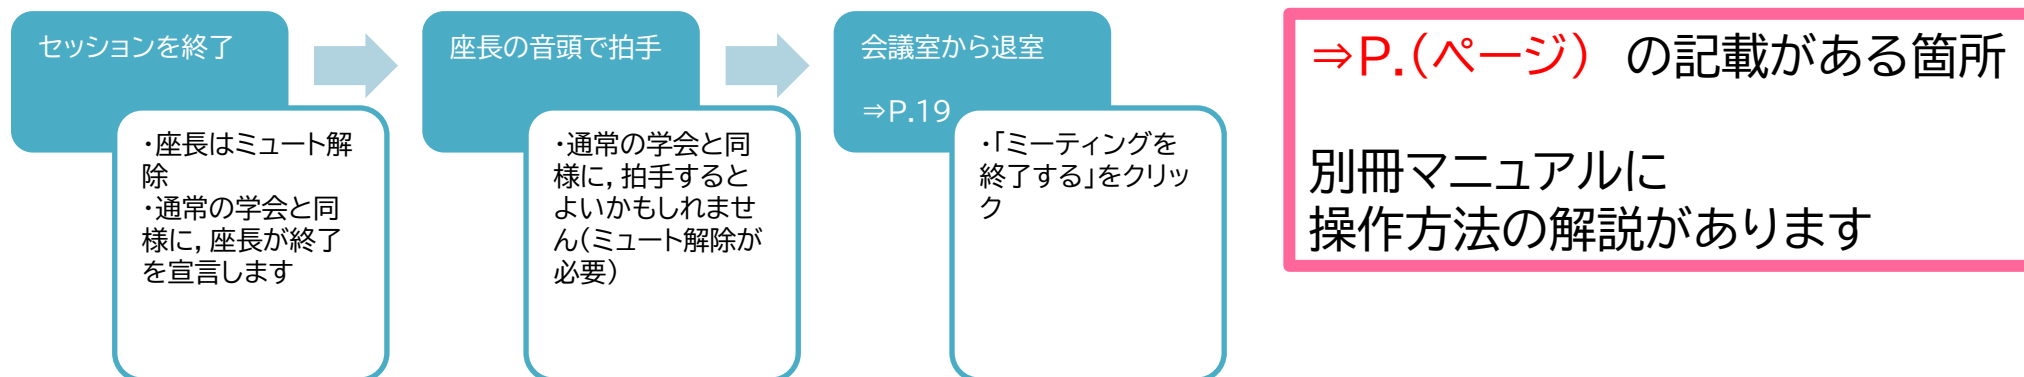 セッションを終了
・座長はミュート解
除
・通常の学会と同
様に，座長が終了
を宣言します
座長の音頭で拍手
・通常の学会と同
様に，拍手すると
よいかもしれませ
ん（ミュート解除が
必要）
会議室から退室
⇒P.19
・「ミーティングを
終了する」をクリッ
ク
⇒P.（ページ） の記載がある箇所
別冊マニュアルに
操作方法の解説があります